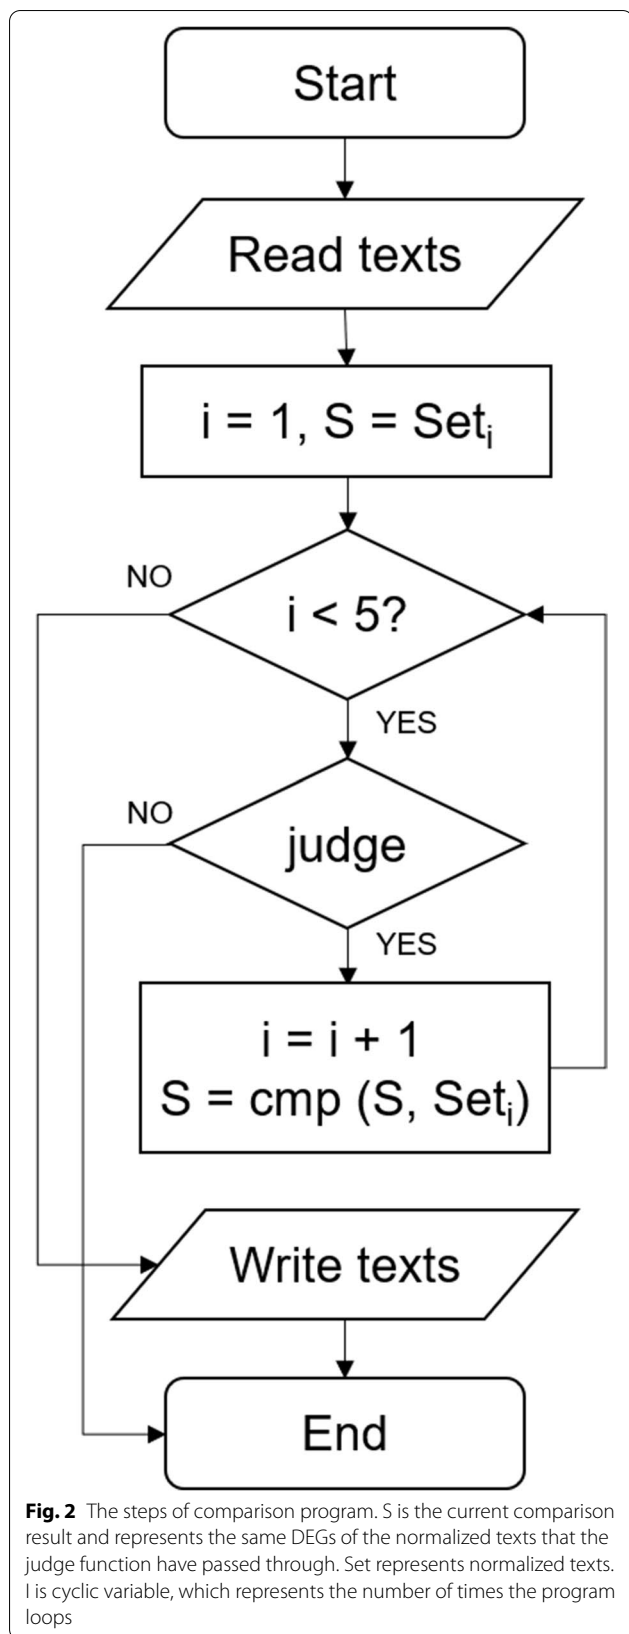 Start
Read texts
i = 1, S = Setᵢ
i < 5?
NO
YES
judge
NO
YES
i = i + 1
S = cmp (S, Setᵢ)
Write texts
End
Fig. 2 The steps of comparison program. S is the current comparison
result and represents the same DEGs of the normalized texts that the
judge function have passed through. Set represents normalized texts.
I is cyclic variable, which represents the number of times the program
loops